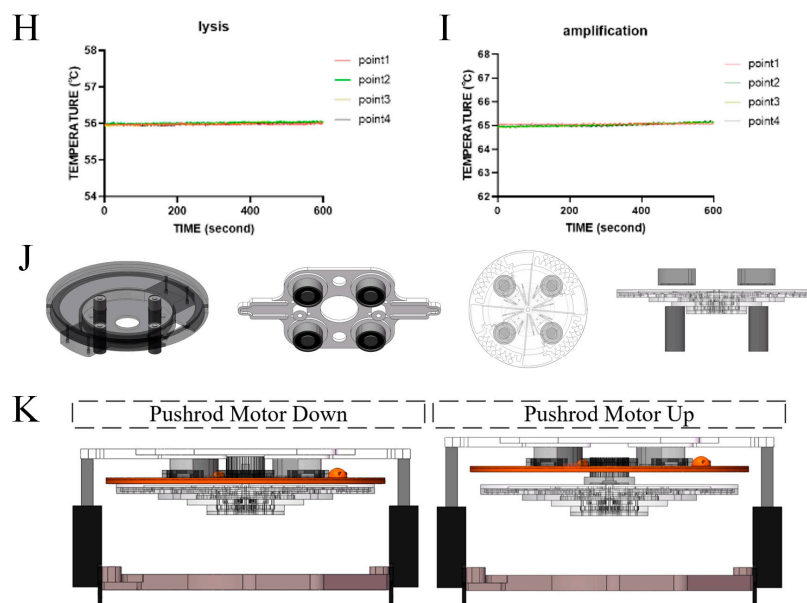 H
lysis
TEMPERATURE (℃)
58
57
56
55
54
0
200
400
600
TIME (second)
point1
point2
point3
point4
I
amplification
TEMPERATURE (℃)
68
67
66
65
64
63
62
0
200
400
600
TIME (second)
point1
point2
point3
point4
J
K
Pushrod Motor Down
Pushrod Motor Up